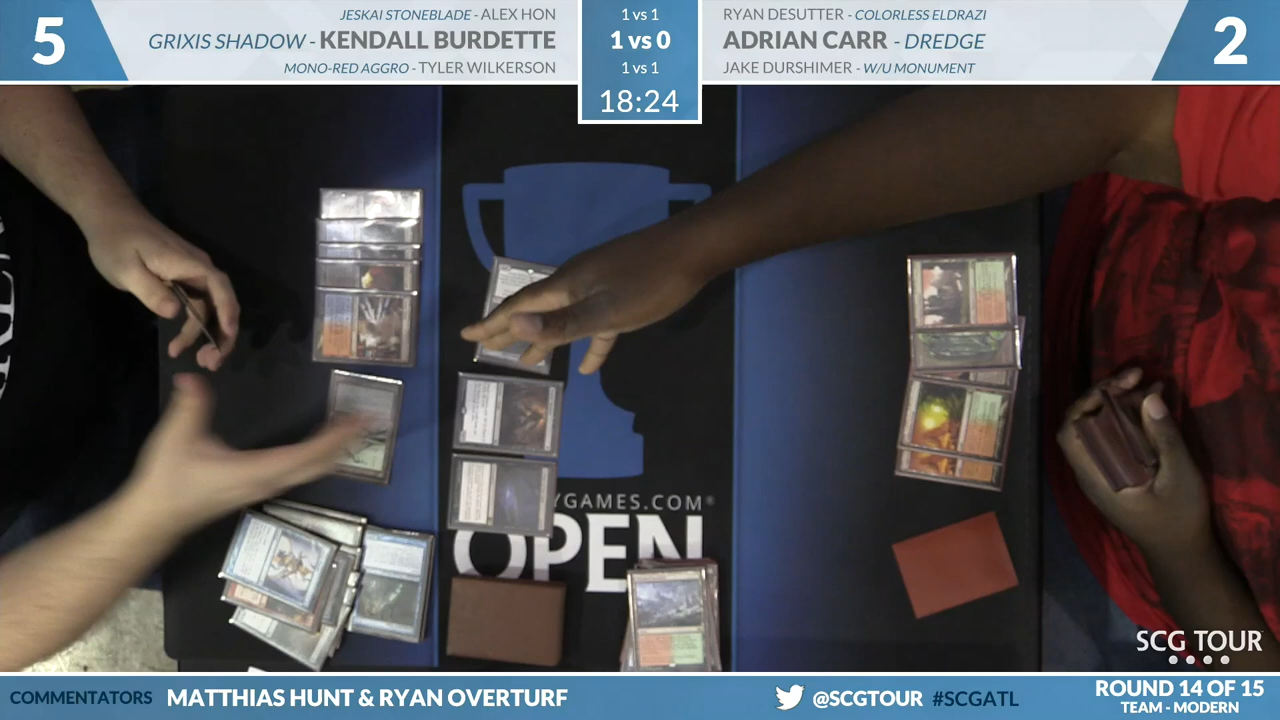 5
JESKAI STONEBLADE - ALEX HON
GRIXIS SHADOW - KENDALL BURDETTE
MONO-RED AGGRO - TYLER WILKERSON
1 vs 1
1 vs 0
1 vs 1
18:24
RYAN DESUTTER - COLORLESS ELDRAZI
ADRIAN CARR - DREDGE
JAKE DURSHIMER - W/U MONUMENT
2
YGAMES.COM®
OPEN
SCG TOUR
COMMENTATORS MATTHIAS HUNT & RYAN OVERTURF
@SCGTOUR #SCGATL
ROUND 14 OF 15
TEAM - MODERN